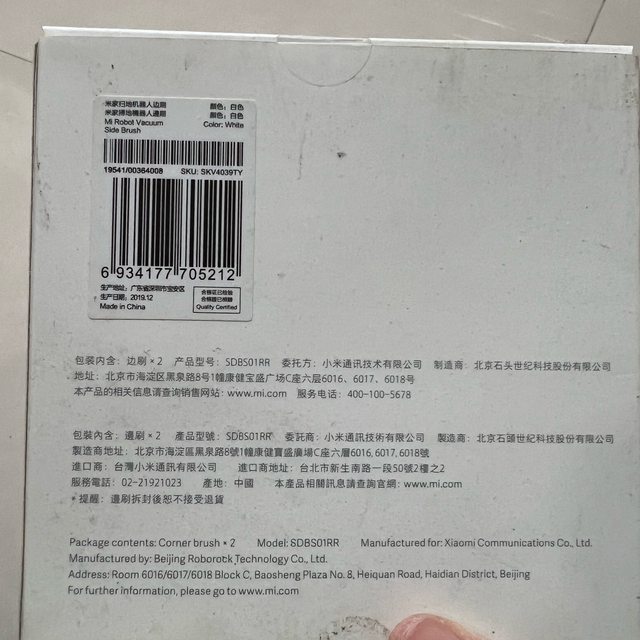 米家扫地机器人边刷
颜色：白色
米家掃地機器人邊刷
顏色：白色
Mi Robot Vacuum
Color: White
Side Brush
19541/00364008
SKU: SKV4039TY
6 934177 705212
生产地址：广东省深圳市宝安区
生产日期：2019.12
Made in China
合格证已检验
合格證已檢驗
Quality Certified
包装内含：边刷×2 产品型号：SDBS01RR 委托方：小米通讯技术有限公司 制造商：北京石头世纪科技股份有限公司
地址：北京市海淀区黑泉路8号1幢康健宝盛广场C座六层6016、6017、6018号
本产品的相关信息请查询销售网站：www.mi.com 服务电话：400-100-5678
包裝內含：邊刷×2 產品型號：SDBS01RR 委託商：小米通訊技術有限公司 製造商：北京石頭世紀科技股份有限公司
製造地址：北京市海淀區黑泉路8號1幢康健寶盛廣場C座六層6016, 6017, 6018號
進口商：台灣小米通訊有限公司 進口商地址：台北市新生南路一段50號2樓之2
服務電話：02-21921023 產地：中國 本產品相關訊息請查詢官網：www.mi.com
*提醒：邊刷拆封後恕不接受退貨
Package contents: Corner brush × 2 Model: SDBS01RR Manufactured for: Xiaomi Communications Co., Ltd.
Manufactured by: Beijing Roborock Technology Co., Ltd.
Address: Room 6016/6017/6018 Block C, Baosheng Plaza No. 8, Heiquan Road, Haidian District, Beijing
For further information, please go to www.mi.com